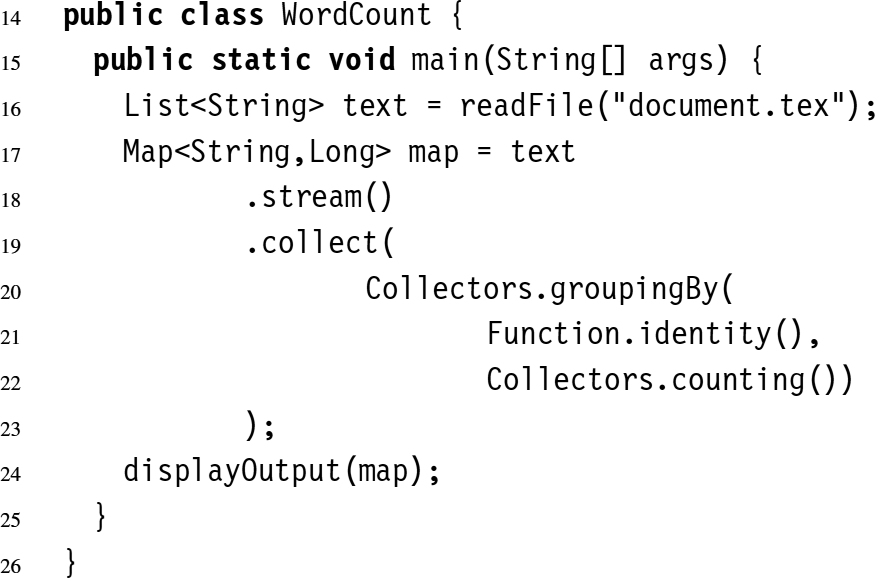 14 public class WordCount {
15 public static void main(String[] args) {
16 List<String> text = readFile("document.tex");
17 Map<String,Long> map = text
18 .stream()
19 .collect(
20 Collectors.groupingBy(
21 Function.identity(),
22 Collectors.counting())
23 );
24 displayOutput(map);
25 }
26 }